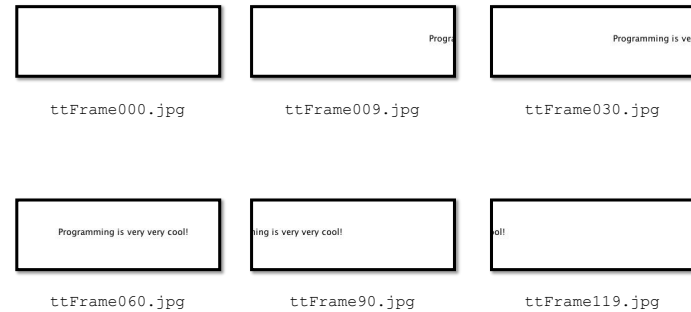 Progra
Programming is ve
ttFrame000.jpg
ttFrame009.jpg
ttFrame030.jpg
Programming is very very cool!
ning is very very cool!
ool!
ttFrame060.jpg
ttFrame90.jpg
ttFrame119.jpg